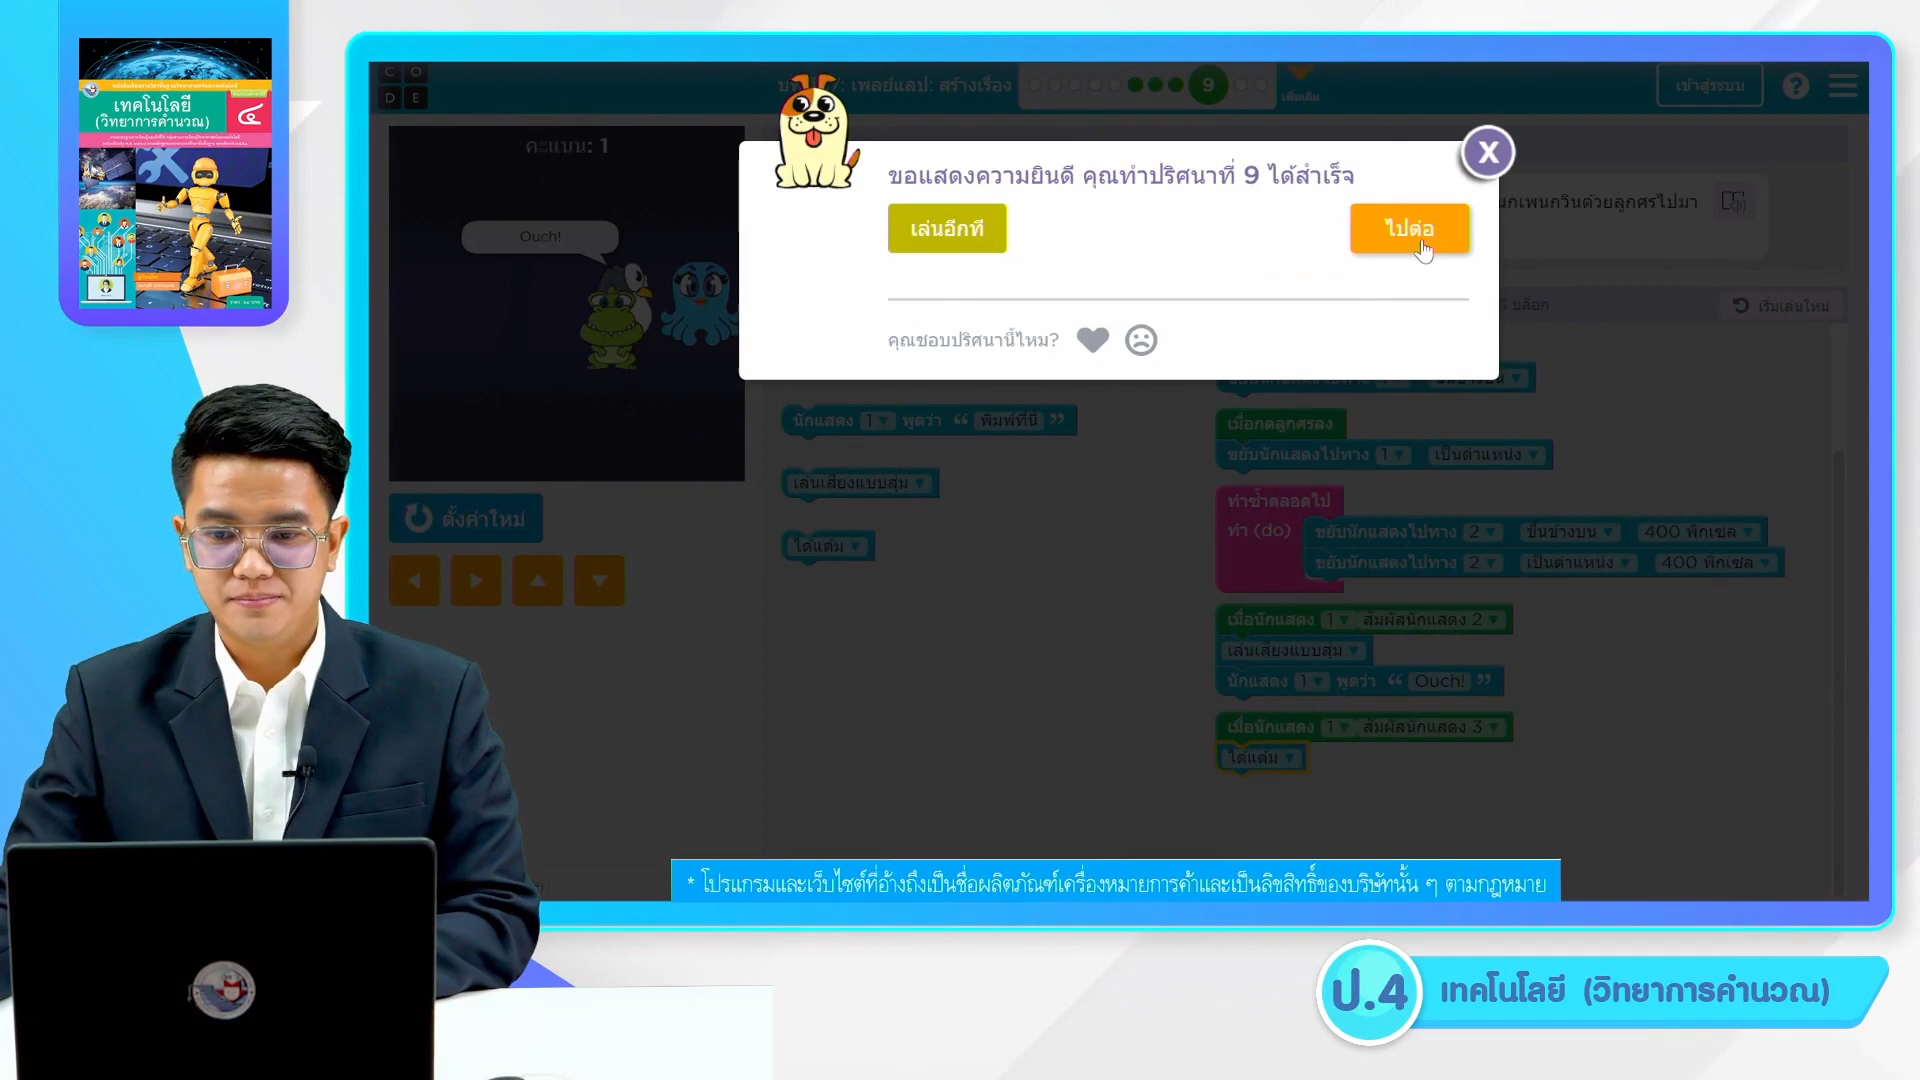 เทคโนโลยี
(วิทยาการคำนวณ)
๔
C O
D E
เพลย์แลป: สร้างเรื่อง
9
เพิ่มเติม
เข้าสู่ระบบ
?
คะแนน: 1
Ouch!
ขอแสดงความยินดี คุณทำปริศนาที่ 9 ได้สำเร็จ
X
เล่นอีกที
ไปต่อ
คุณชอบปริศนานี้ไหม?
บล็อก
เริ่มเล่นใหม่
ตั้งค่าใหม่
นักแสดง 1 พูดว่า “ พิมพ์ที่นี่ ”
เล่นเสียงแบบสุ่ม
ได้แต้ม
เมื่อกดลูกศรลง
ขยับนักแสดงไปทาง 1 เป็นตำแหน่ง
ทำซ้ำตลอดไป
ทำ (do) ขยับนักแสดงไปทาง 2 ขึ้นข้างบน 400 พิกเซล
ขยับนักแสดงไปทาง 2 เป็นตำแหน่ง 400 พิกเซล
เมื่อนักแสดง 1 สัมผัสนักแสดง 2
เล่นเสียงแบบสุ่ม
นักแสดง 1 พูดว่า “ Ouch! ”
เมื่อนักแสดง 1 สัมผัสนักแสดง 3
ได้แต้ม
* โปรแกรมและเว็บไซต์ที่อ้างถึงเป็นชื่อผลิตภัณฑ์เครื่องหมายการค้าและเป็นลิขสิทธิ์ของบริษัทนั้น ๆ ตามกฎหมาย
ป.4 เทคโนโลยี (วิทยาการคำนวณ)